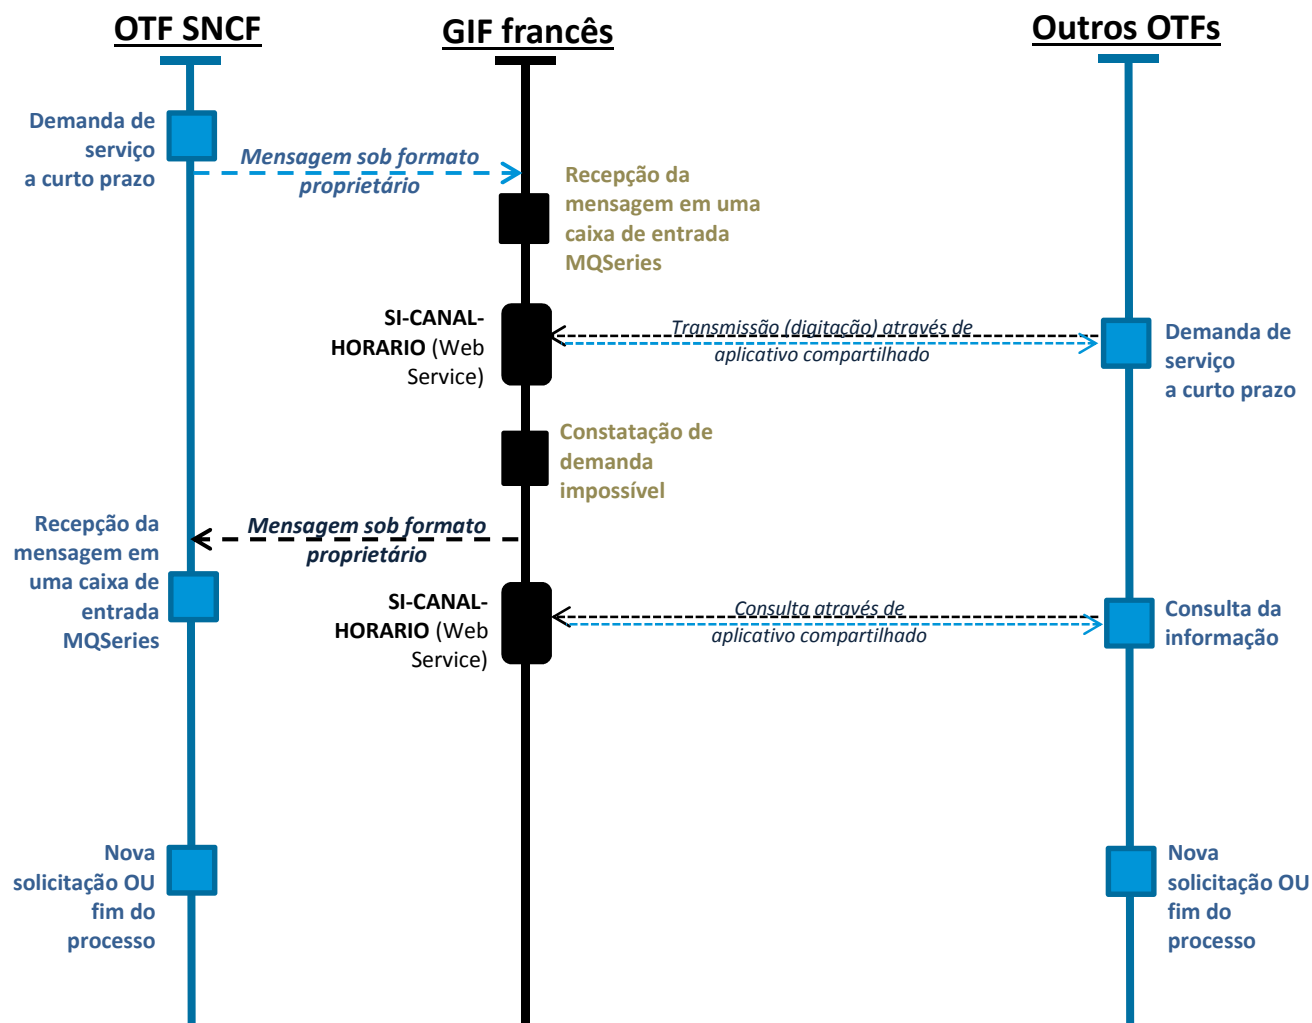 OTF SNCF
GIF francês
Outros OTFs
Demanda de
serviço
a curto prazo
Mensagem sob formato
proprietário
Recepção da
mensagem em uma
caixa de entrada
MQSeries
SI-CANAL-
HORARIO (Web
Service)
Transmissão (digitação) através de
aplicativo compartilhado
Demanda de
serviço
a curto prazo
Constatação de
demanda
impossível
Recepção da
mensagem em
uma caixa de
entrada
MQSeries
Mensagem sob formato
proprietário
SI-CANAL-
HORARIO (Web
Service)
Consulta através de
aplicativo compartilhado
Consulta da
informação
Nova
solicitação OU
fim do
processo
Nova
solicitação OU
fim do
processo